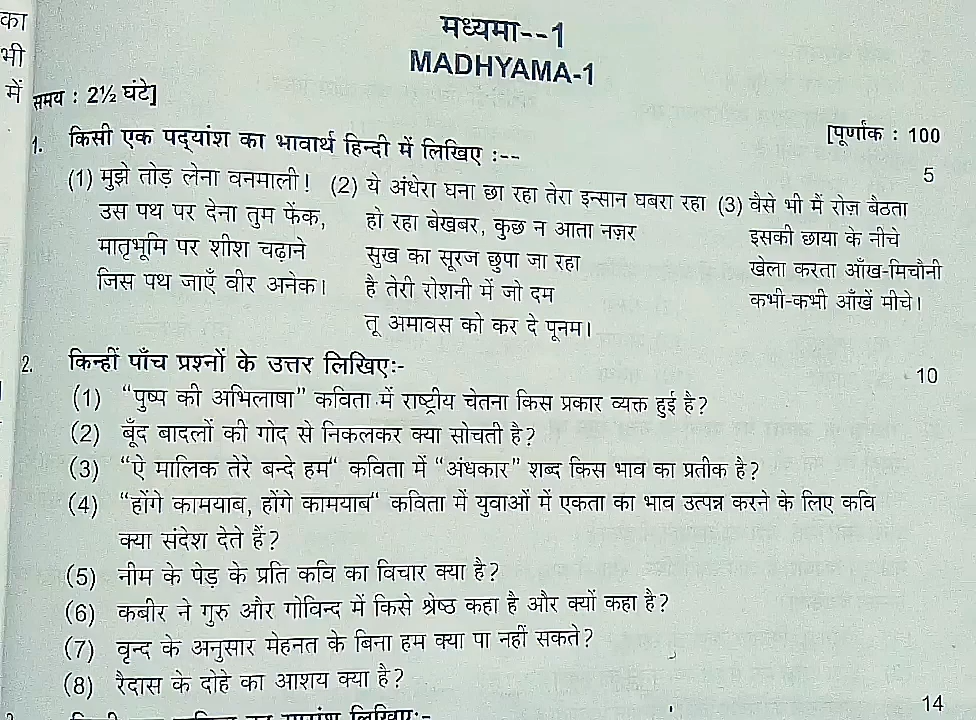 का
भी
में
मध्यमा--1
MADHYAMA-1
समय : 2½ घंटे]
[पूर्णांक : 100
1. किसी एक पद्यांश का भावार्थ हिन्दी में लिखिए :--
5
(1) मुझे तोड़ लेना वनमाली!
उस पथ पर देना तुम फेंक,
मातृभूमि पर शीश चढ़ाने
जिस पथ जाएँ वीर अनेक।
(2) ये अंधेरा घना छा रहा तेरा इन्सान घबरा रहा
हो रहा बेखबर, कुछ न आता नज़र
सुख का सूरज छुपा जा रहा
है तेरी रोशनी में जो दम
तू अमावस को कर दे पूनम।
(3) वैसे भी मैं रोज़ बैठता
इसकी छाया के नीचे
खेला करता आँख-मिचौनी
कभी-कभी आँखें मीचे।
2. किन्हीं पाँच प्रश्नों के उत्तर लिखिए:-
10
(1) “पुष्प की अभिलाषा” कविता में राष्ट्रीय चेतना किस प्रकार व्यक्त हुई है?
(2) बूँद बादलों की गोद से निकलकर क्या सोचती है?
(3) “ऐ मालिक तेरे बन्दे हम“ कविता में “अंधकार” शब्द किस भाव का प्रतीक है?
(4) “होंगे कामयाब, होंगे कामयाब“ कविता में युवाओं में एकता का भाव उत्पन्न करने के लिए कवि
क्या संदेश देते हैं?
(5) नीम के पेड़ के प्रति कवि का विचार क्या है?
(6) कबीर ने गुरु और गोविन्द में किसे श्रेष्ठ कहा है और क्यों कहा है?
(7) वृन्द के अनुसार मेहनत के बिना हम क्या पा नहीं सकते?
(8) रैदास के दोहे का आशय क्या है?
14